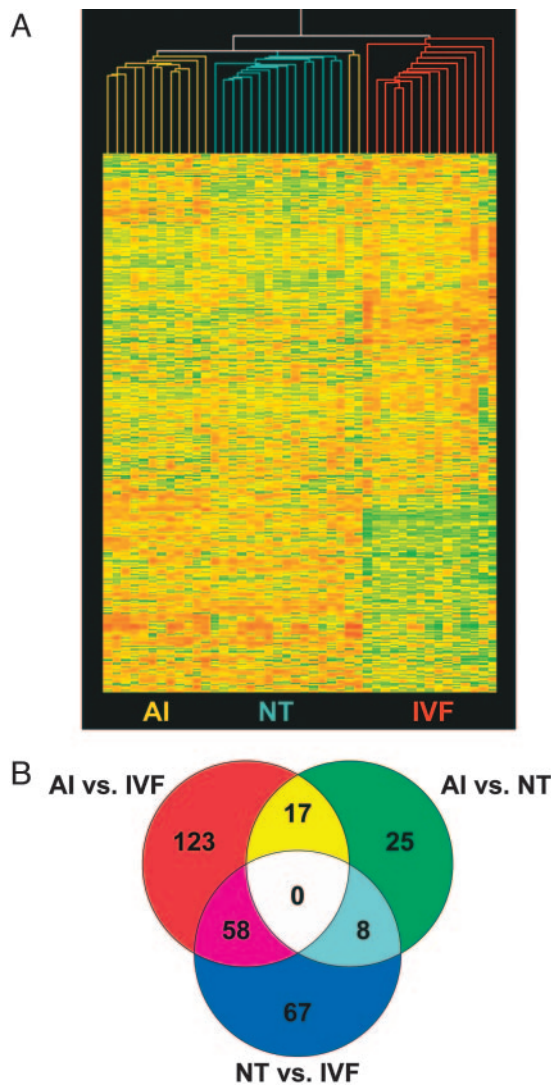 A
AI NT IVF
B
AI vs. IVF AI vs. NT
17
123 25
0
58 8
67
NT vs. IVF